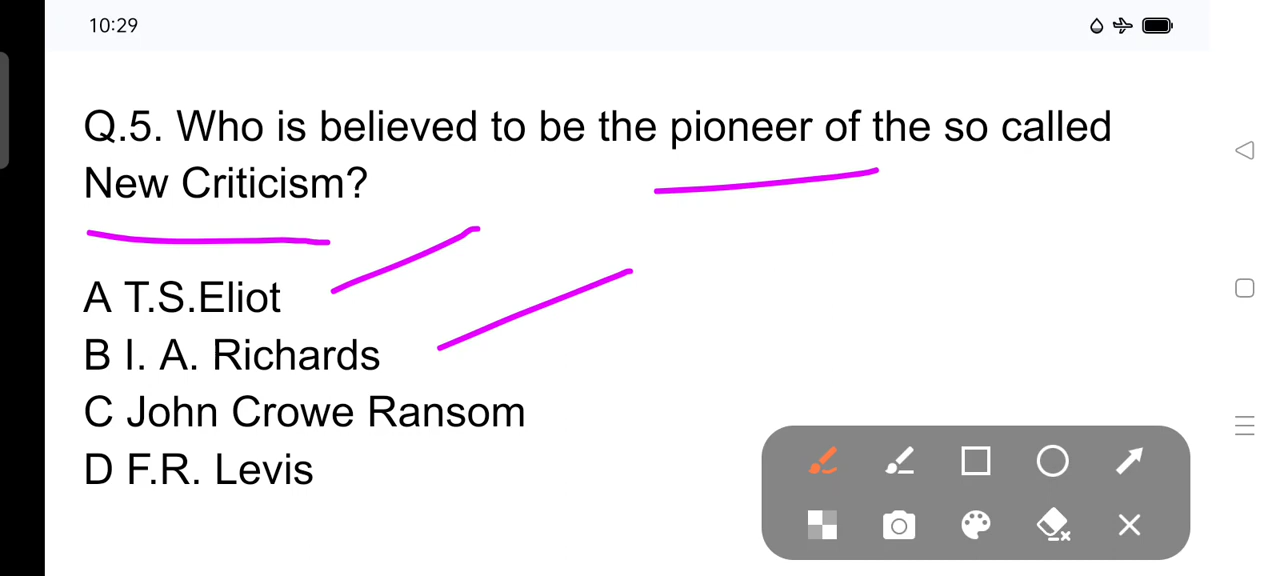 10:29
Q.5. Who is believed to be the pioneer of the so called
New Criticism?
A T.S.Eliot
B I. A. Richards
C John Crowe Ransom
D F.R. Levis